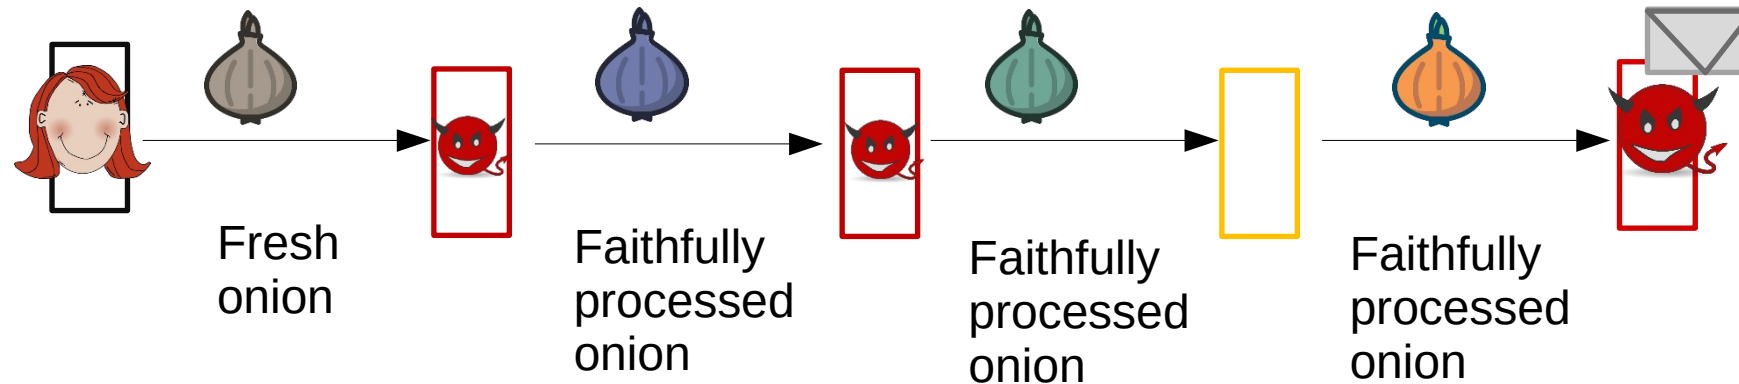 Fresh
onion
Faithfully
processed
onion
Faithfully
processed
onion
Faithfully
processed
onion